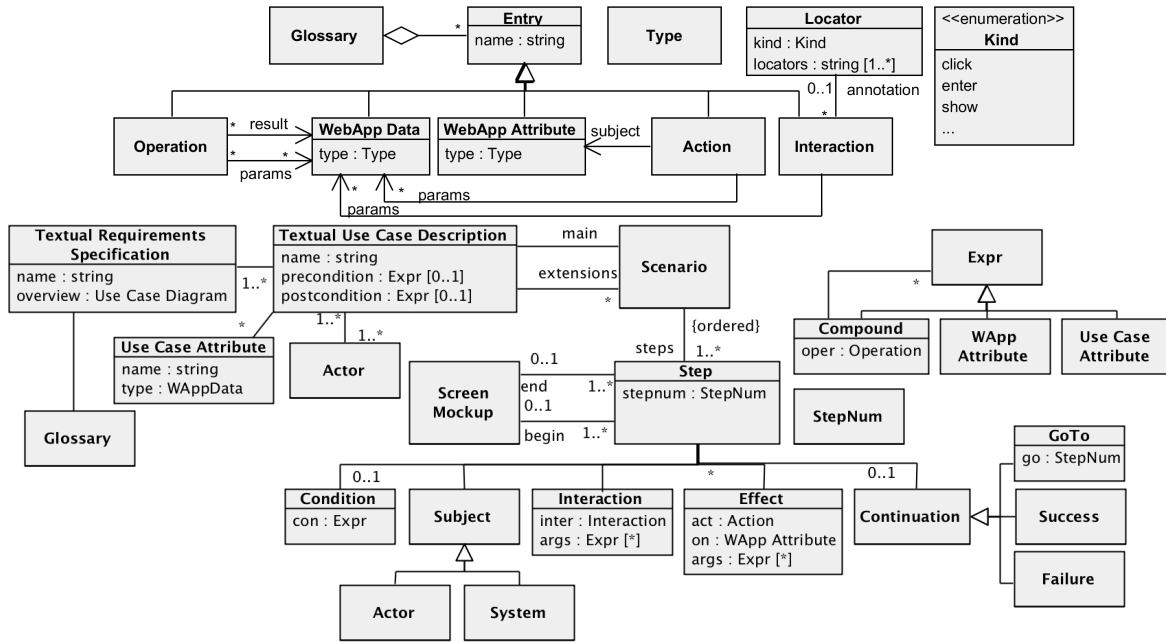 Glossary
*
Entry
name : string
Type
Locator
kind : Kind
locators : string [1..*]
<<enumeration>>
Kind
click
enter
show
...
0..1
annotation
*
Operation
*
result
*
*
params
WebApp Data
type : Type
WebApp Attribute
type : Type
subject
Action
Interaction
*
params
*
params
Textual Requirements
Specification
name : string
overview : Use Case Diagram
1..*
Textual Use Case Description
name : string
precondition : Expr [0..1]
postcondition : Expr [0..1]
main
extensions
*
Scenario
Expr
*
Compound
oper : Operation
WApp
Attribute
Use Case
Attribute
*
Use Case Attribute
name : string
type : WAppData
1..*
1..*
Actor
{ordered}
steps
1..*
Glossary
Screen
Mockup
0..1
end
1..*
0..1
begin
1..*
Step
stepnum : StepNum
StepNum
0..1
*
0..1
Condition
con : Expr
Subject
Interaction
inter : Interaction
args : Expr [*]
Effect
act : Action
on : WApp Attribute
args : Expr [*]
Continuation
GoTo
go : StepNum
Success
Failure
Actor
System